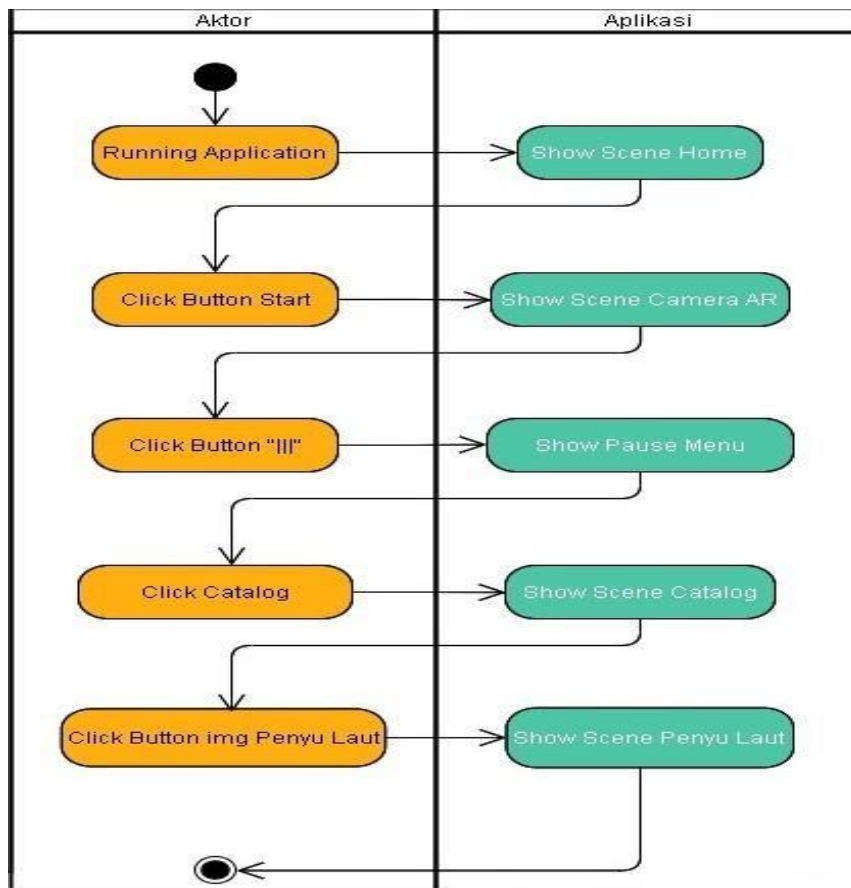 Aktor
Aplikasi
Running Application
Show Scene Home
Click Button Start
Show Scene Camera AR
Click Button "|||"
Show Pause Menu
Click Catalog
Show Scene Catalog
Click Button img Penyu Laut
Show Scene Penyu Laut